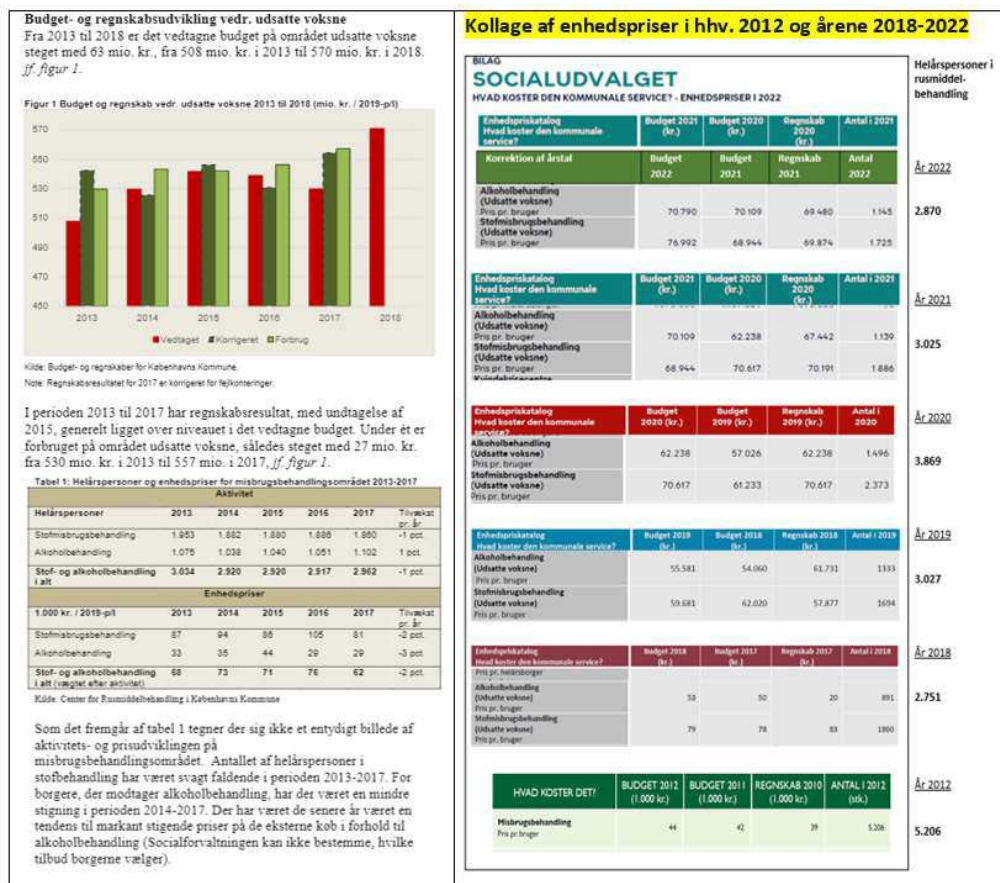 Budget- og regnskabsudvikling vedr. udsatte voksne
Fra 2013 til 2018 er det vedtagne budget på området udsatte voksne
steget med 63 mio. kr., fra 508 mio. kr. i 2013 til 570 mio. kr. i 2018.
jf. figur 1.
Figur 1 Budget og regnskab vedr. udsatte voksne 2013 til 2018 (mio. kr. / 2019-p/l)
570
550
530
510
490
470
450
2013 2014 2015 2016 2017 2018
Vedtaget Korrigeret Forbrug
Kilde: Budget- og regnskaber for Københavns Kommune.
Note: Regnskabsresultatet for 2017 er korrigeret for fejlkonteringer.
I perioden 2013 til 2017 har regnskabsresultat, med undtagelse af
2015, generelt ligget over niveauet i det vedtagne budget. Under ét er
forbruget på området udsatte voksne, således steget med 27 mio. kr.
fra 530 mio. kr. i 2013 til 557 mio. i 2017, jf. figur 1.
Tabel 1: Helårspersoner og enhedspriser for misbrugsbehandlingsområdet 2013-2017
Aktivitet
Helårspersoner 2013 2014 2015 2016 2017 Tilvækst
pr. år
Stofmisbrugsbehandling 1.953 1.882 1.880 1.886 1.860 -1 pct.
Alkoholbehandling 1.075 1.038 1.040 1.051 1.102 1 pct.
Stof- og alkoholbehandling 3.034 2.920 2.920 2.917 2.962 -1 pct.
i alt
Enhedspriser
1.000 kr. / 2019-p/l 2013 2014 2015 2016 2017 Tilvækst
pr. år
Stofmisbrugsbehandling 87 94 86 105 81 -2 pct.
Alkoholbehandling 33 35 44 29 29 -3 pct.
Stof- og alkoholbehandling 68 73 71 76 62 -2 pct.
i alt (vægtet efter aktivitet)
Kilde: Center for Rusmiddelbehandling i Københavns Kommune
Som det fremgår af tabel 1 tegner der sig ikke et entydigt billede af
aktivitets- og prisudviklingen på
misbrugsbehandlingsområdet. Antallet af helårspersoner i
stofbehandling har været svagt faldende i perioden 2013-2017. For
borgere, der modtager alkoholbehandling, har der været en mindre
stigning i perioden 2014-2017. Der har været de senere år været en
tendens til markant stigende priser på de eksterne køb i forhold til
alkoholbehandling (Socialforvaltningen kan ikke bestemme, hvilke
tilbud borgerne vælger).
Kollage af enhedspriser i hhv. 2012 og årene 2018-2022
BILAG
SOCIALUDVALGET
HVAD KOSTER DEN KOMMUNALE SERVICE? - ENHEDSPRISER I 2022
Helårspersoner i
rusmiddel-
behandling
Enhedspriskatalog Budget 2021 Budget 2020 Regnskab Antal i 2021
Hvad koster den kommunale (kr.) (kr.) 2020
service? (kr.)
Korrektion af årstal Budget Budget Regnskab Antal
2022 2021 2021 2022
År 2022
Alkoholbehandling
(Udsatte voksne)
Pris pr. bruger 70.790 70.109 69.480 1.145
2.870
Stofmisbrugsbehandling
(Udsatte voksne)
Pris pr. bruger 76.992 68.944 69.874 1.725
Enhedspriskatalog Budget 2021 Budget 2020 Regnskab Antal i 2021
Hvad koster den kommunale (kr.) (kr.) 2020
service? (kr.)
År 2021
Alkoholbehandling
(Udsatte voksne)
Pris pr. bruger 70.109 62.238 67.442 1.139
3.025
Stofmisbrugsbehandling
(Udsatte voksne)
Pris pr. bruger 68.944 70.617 70.191 1.886
Kvindekrisecentre
Enhedspriskatalog Budget Budget Regnskab Antal i
Hvad koster den kommunale 2020 (kr.) 2019 (kr.) 2019 (kr.) 2020
service?
År 2020
Alkoholbehandling
(Udsatte voksne) 62.238 57.026 62.238 1.496
Pris pr. bruger
3.869
Stofmisbrugsbehandling
(Udsatte voksne) 70.617 61.233 70.617 2.373
Pris pr. bruger
Enhedspriskatalog Budget 2019 Budget 2018 Regnskab 2018 Antal i 2019
Hvad koster den kommunale service? (kr.) (kr.) (kr.)
År 2019
Alkoholbehandling
(Udsatte voksne) 55.581 54.060 61.731 1333
Pris pr. bruger
3.027
Stofmisbrugsbehandling
(Udsatte voksne) 59.681 62.020 57.877 1694
Pris pr. bruger
Enhedspriskatalog Budget 2018 Budget 2017 Regnskab 2017 Antal i 2018
Hvad koster den kommunale service? (kr.) (kr.) (kr.)
År 2018
Pris pr. helårsborger
Alkoholbehandling
(Udsatte voksne) 53 50 20 891
Pris pr. bruger
2.751
Stofmisbrugsbehandling
(Udsatte voksne) 79 78 83 1860
Pris pr. bruger
HVAD KOSTER DET? BUDGET 2012 BUDGET 2011 REGNSKAB 2010 ANTAL I 2012
(1.000 kr.) (1.000 kr.) (1.000 kr.) (stk.)
År 2012
Misbrugsbehandling
Pris pr. bruger 44 42 39 5.206
5.206